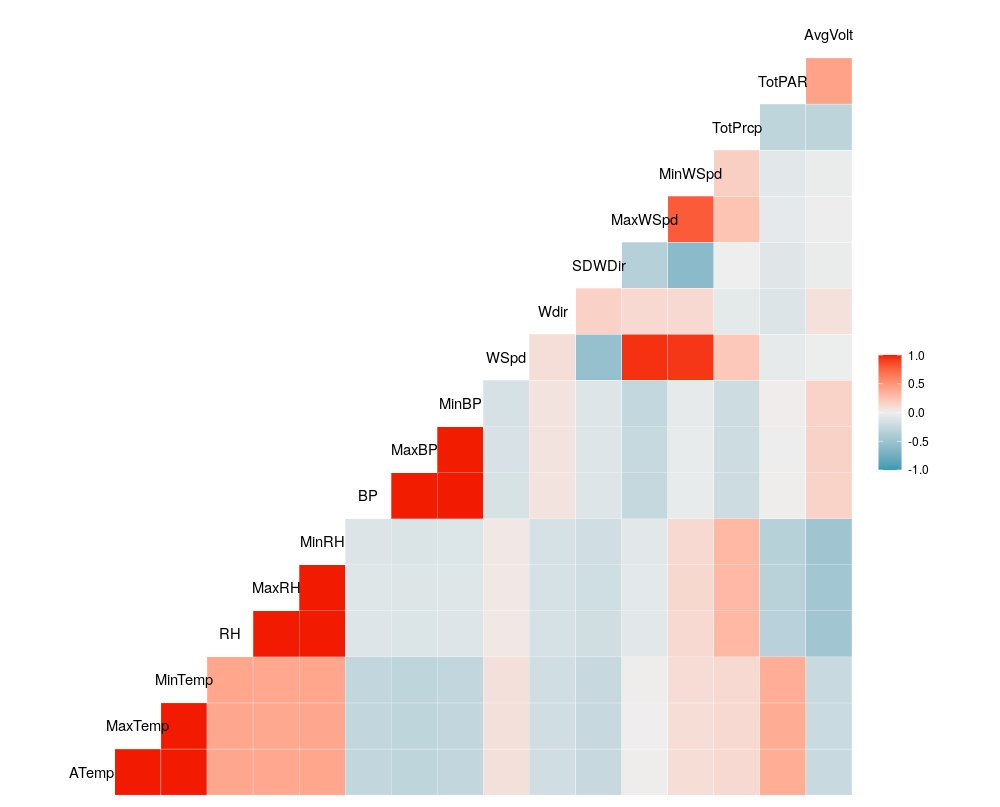 AvgVolt
TotPAR
TotPrcp
MinWSpd
MaxWSpd
SDWDir
Wdir
WSpd
MinBP
MaxBP
BP
MinRH
MaxRH
RH
MinTemp
MaxTemp
ATemp
1.0
0.5
0.0
-0.5
-1.0